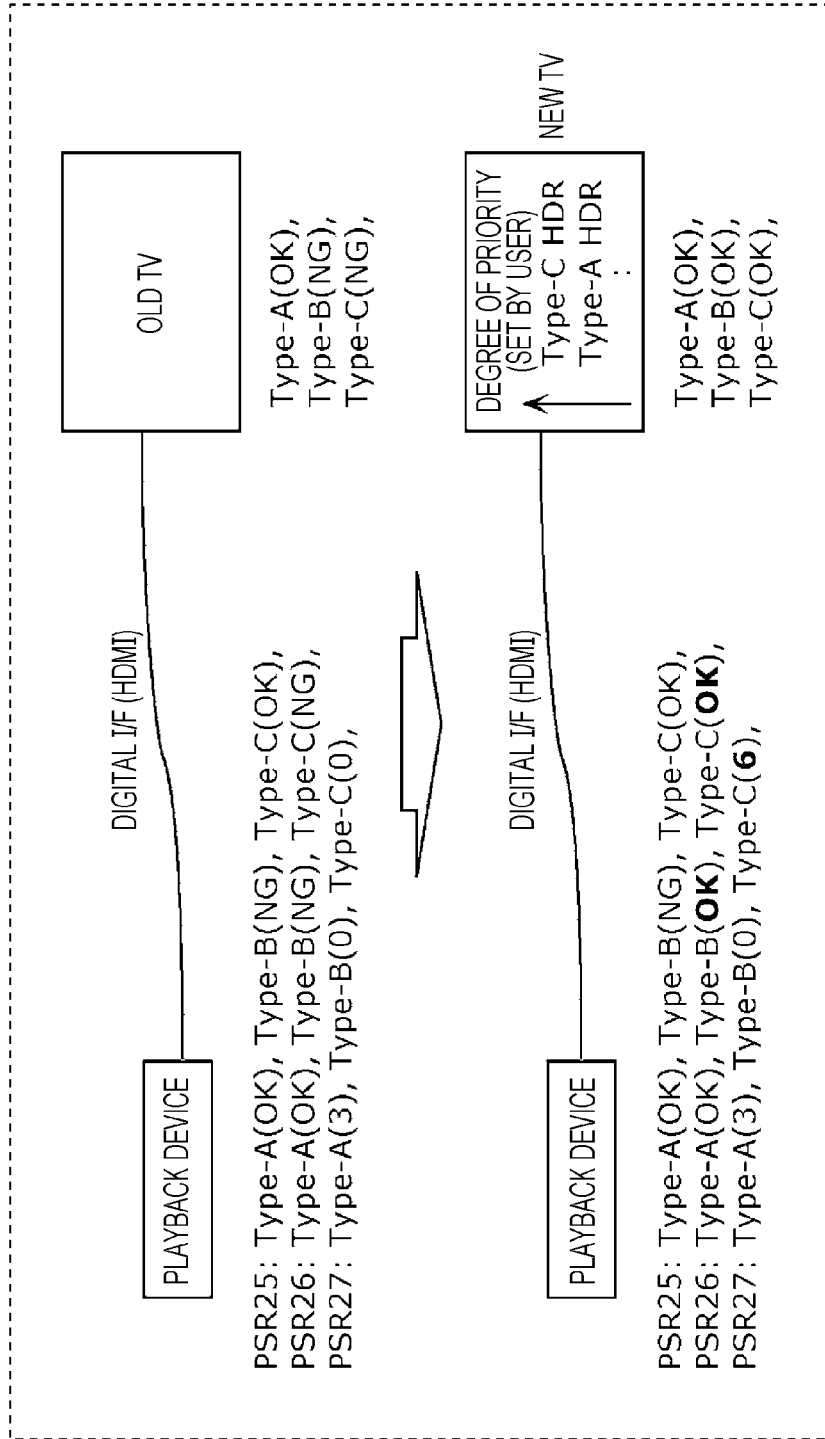 OLD TV
DIGITAL I/F (HDMI)
PLAYBACK DEVICE
Type-A(OK),
Type-B(NG),
Type-C(NG),
PSR25: Type-A(OK), Type-B(NG), Type-C(OK),
PSR26: Type-A(OK), Type-B(NG), Type-C(NG),
PSR27: Type-A(3), Type-B(0), Type-C(0),
DEGREE OF PRIORITY
(SET BY USER)
Type-C HDR
Type-A HDR
:
NEW TV
DIGITAL I/F (HDMI)
PLAYBACK DEVICE
Type-A(OK),
Type-B(OK),
Type-C(OK),
PSR25: Type-A(OK), Type-B(NG), Type-C(OK),
PSR26: Type-A(OK), Type-B(OK), Type-C(OK),
PSR27: Type-A(3), Type-B(0), Type-C(6),